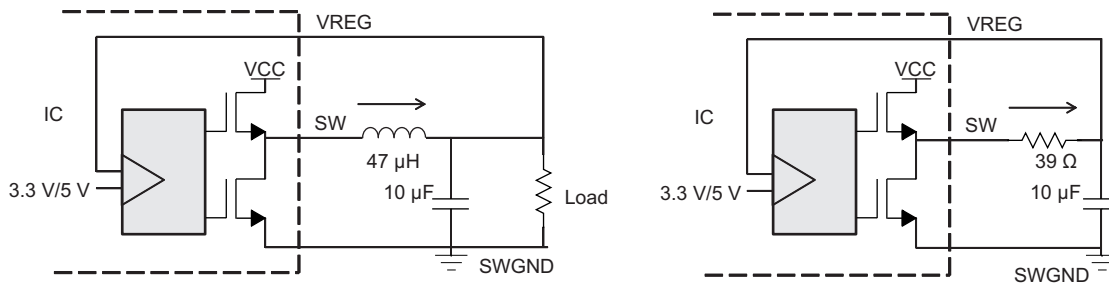 VREG
VCC
IC
SW
47 µH
3.3 V/5 V
10 µF
Load
SWGND
VREG
VCC
IC
SW
39 Ω
3.3 V/5 V
10 µF
SWGND